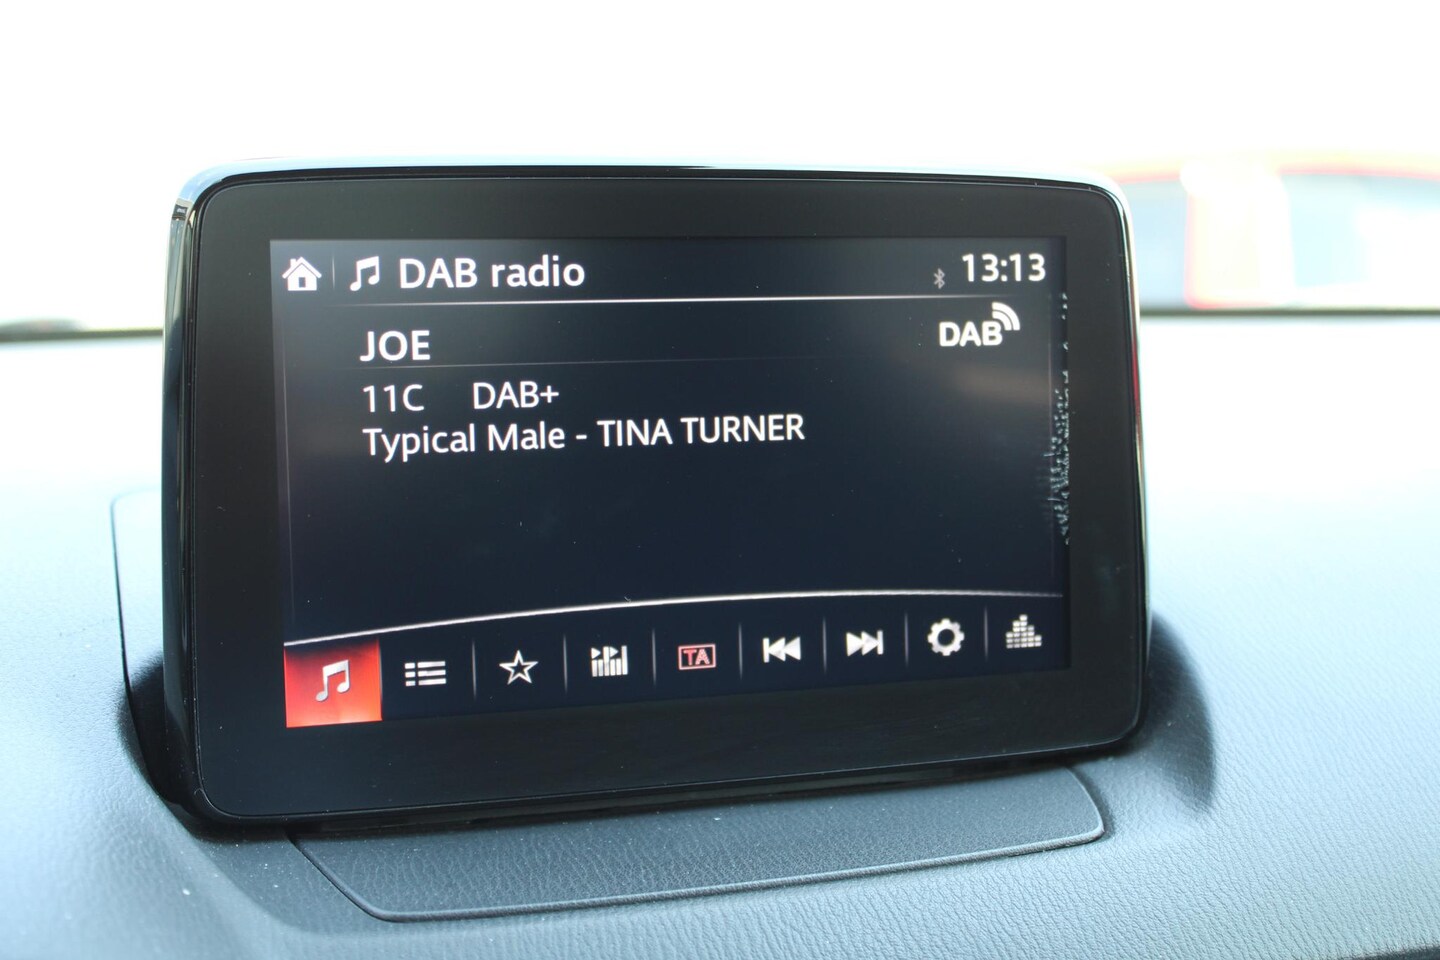 DAB radio 13:13
JOE DAB
11C DAB+
Typical Male - TINA TURNER
TA